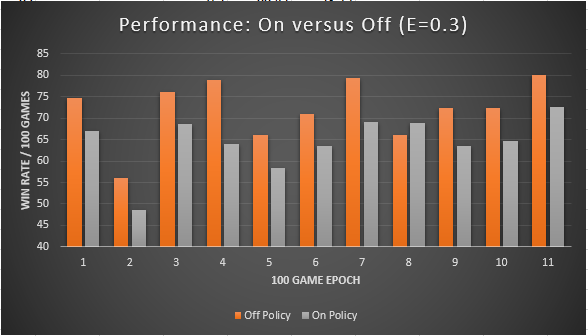 Performance: On versus Off (E=0.3)
WIN RATE / 100 GAMES
85
80
75
70
65
60
55
50
45
40
1 2 3 4 5 6 7 8 9 10 11
100 GAME EPOCH
Off Policy On Policy